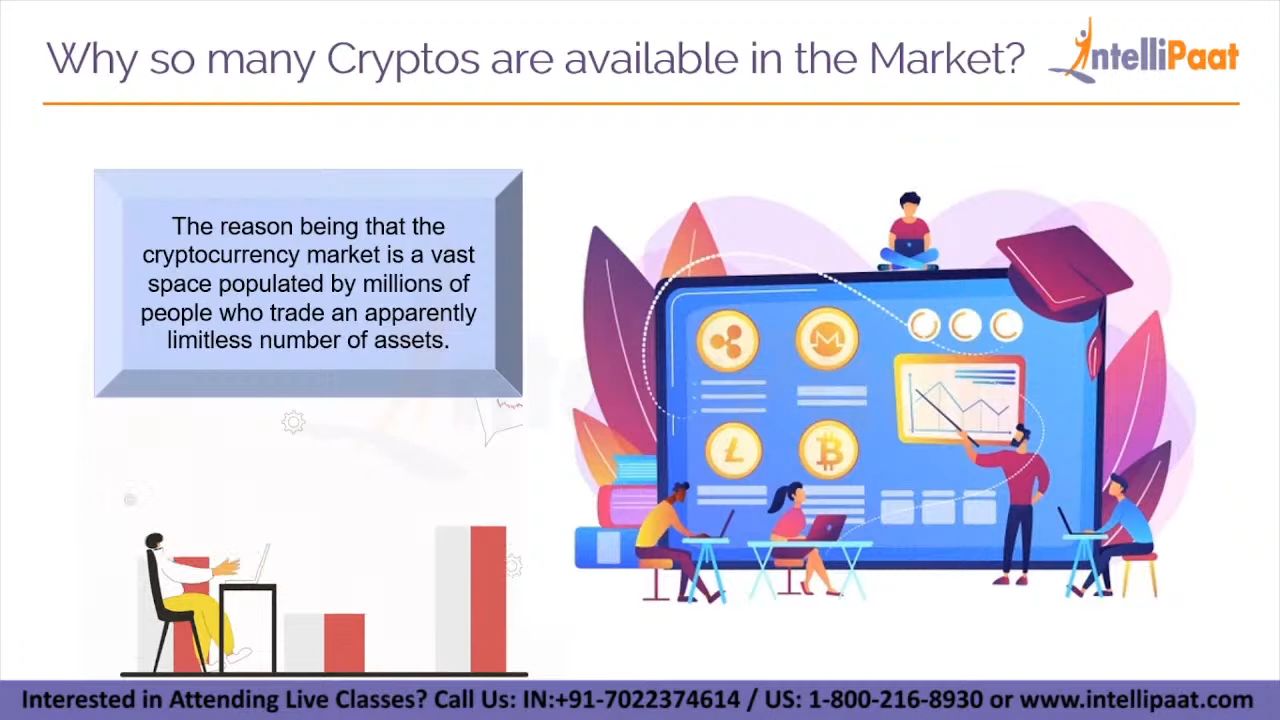 Why so many Cryptos are available in the Market?
IntelliPaat
The reason being that the
cryptocurrency market is a vast
space populated by millions of
people who trade an apparently
limitless number of assets.
Interested in Attending Live Classes? Call Us: IN:+91-7022374614 / US: 1-800-216-8930 or www.intellipaat.com